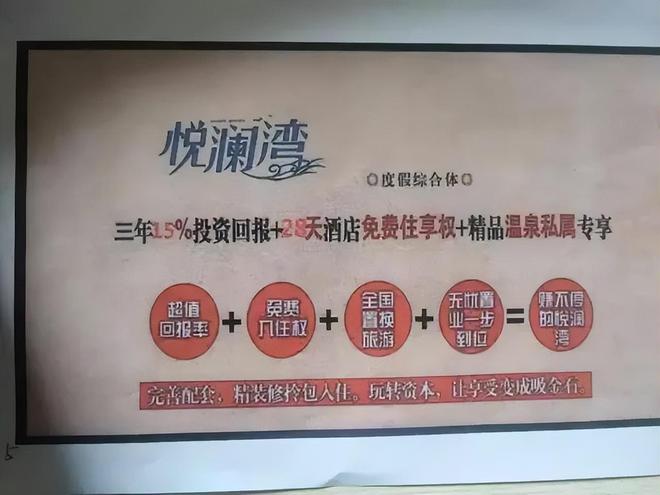 悦澜湾
度假综合体
三年15%投资回报+28天酒店免费住享权+精品温泉私属专享
超值回报率+免费入住权+全国置换旅游+无忧置业一步到位=赚不停的悦澜湾
完善配套，精装修拎包入住。玩转资本，让享受变成吸金石。
5